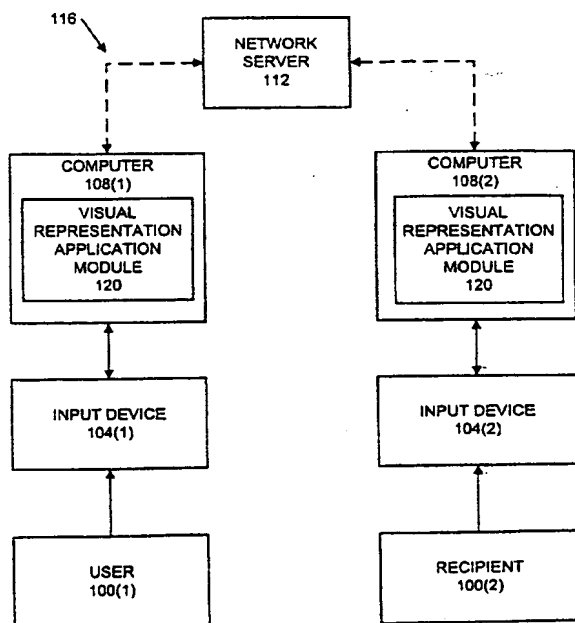 116
NETWORK
SERVER
112
COMPUTER
108(1)
VISUAL
REPRESENTATION
APPLICATION
MODULE
120
COMPUTER
108(2)
VISUAL
REPRESENTATION
APPLICATION
MODULE
120
INPUT DEVICE
104(1)
INPUT DEVICE
104(2)
USER
100(1)
RECIPIENT
100(2)